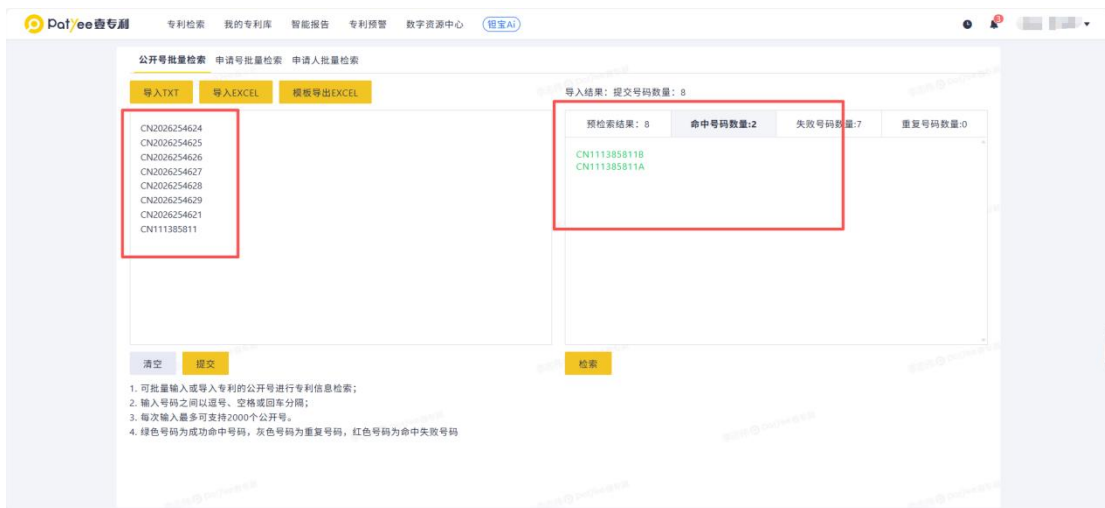 Patyee壹专利 专利检索 我的专利库 智能报告 专利预警 数字资源中心 钽宝Ai 3
公开号批量检索 申请号批量检索 申请人批量检索
导入TXT 导入EXCEL 模板导出EXCEL
导入结果：提交号码数量：8
预检索结果：8 命中号码数量:2 失败号码数量:7 重复号码数量:0
CN2026254624
CN2026254625
CN2026254626
CN2026254627
CN2026254628
CN2026254629
CN2026254621
CN111385811
CN111385811B
CN111385811A
清空 提交
检索
1. 可批量输入或导入专利的公开号进行专利信息检索；
2. 输入号码之间以逗号、空格或回车分隔；
3. 每次输入最多可支持2000个公开号。
4. 绿色号码为成功命中号码，灰色号码为重复号码，红色号码为命中失败号码